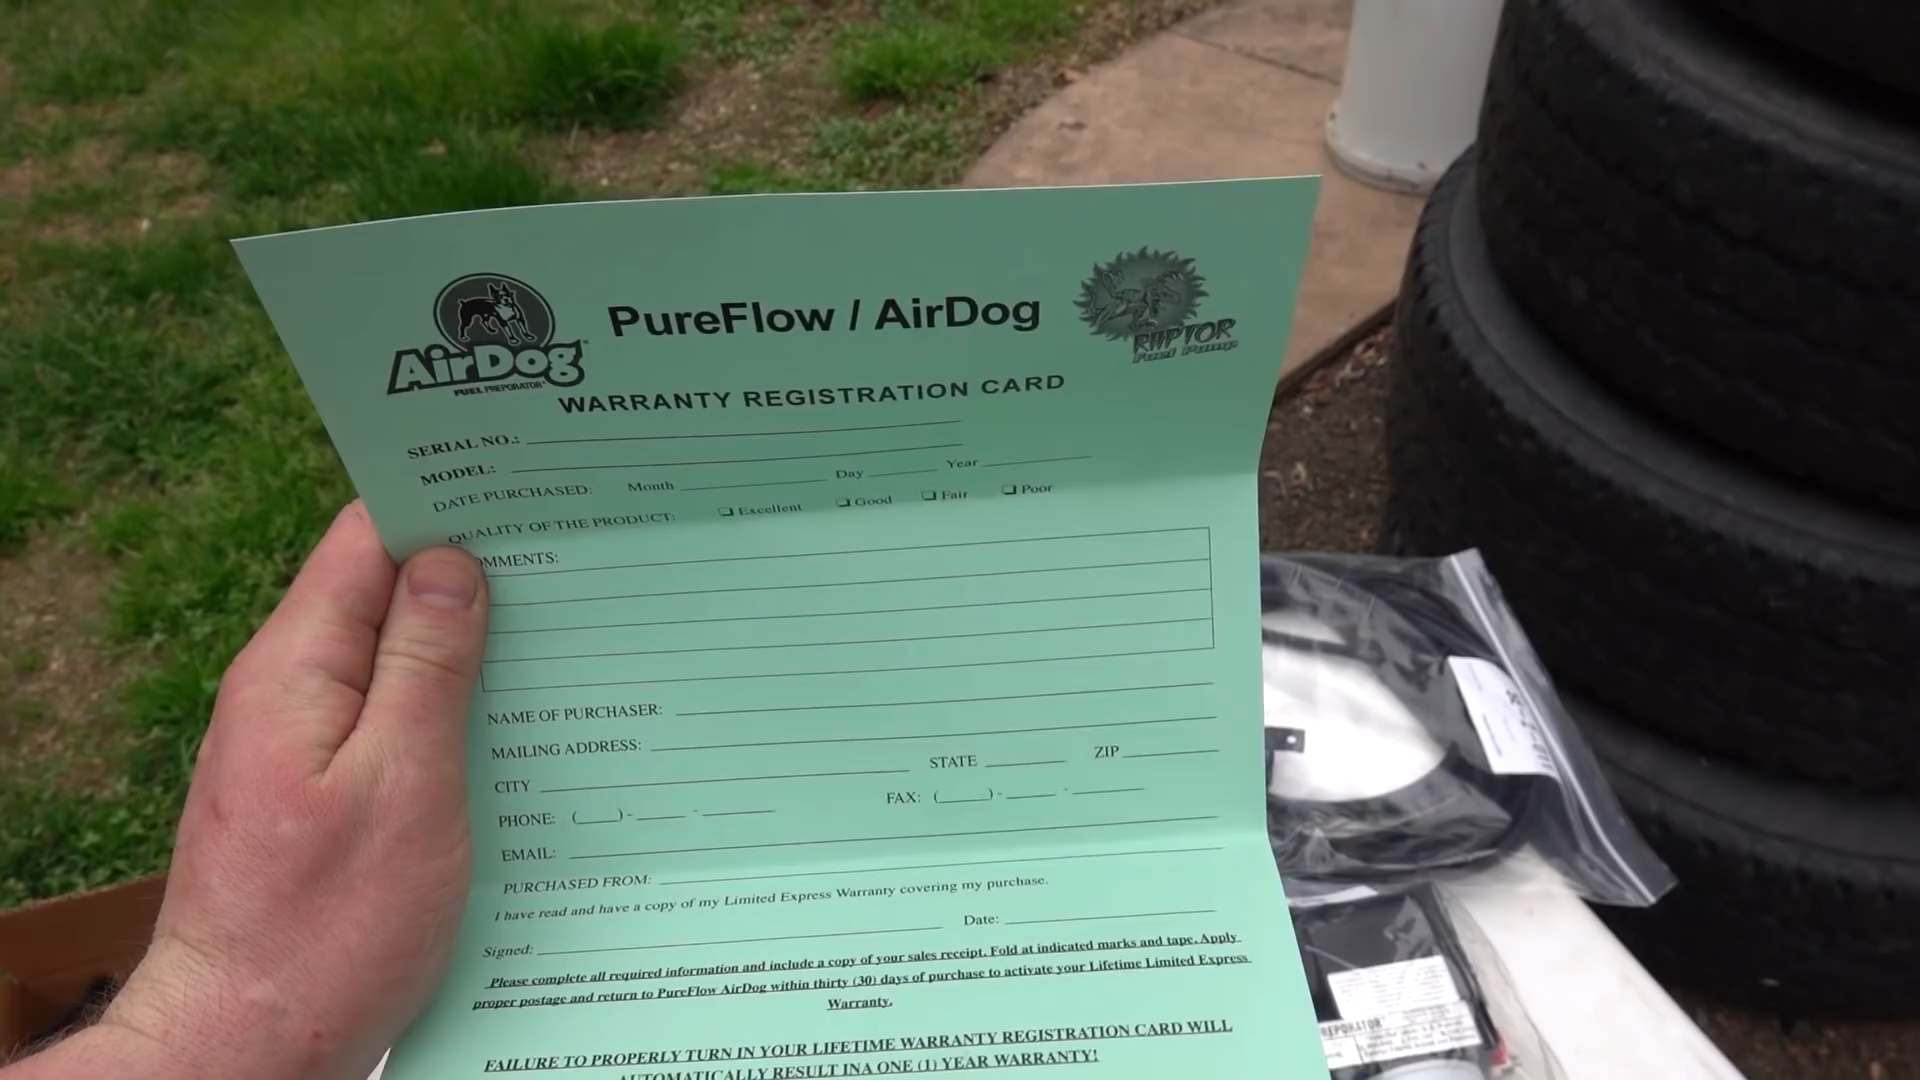 AirDog
FUEL PREPORATOR
PureFlow / AirDog
RAPTOR
Fuel Pump
WARRANTY REGISTRATION CARD
SERIAL NO.:
MODEL:
DATE PURCHASED: Month Day Year
QUALITY OF THE PRODUCT: Excellent Good Fair Poor
OMMENTS:
NAME OF PURCHASER:
MAILING ADDRESS:
CITY STATE ZIP
PHONE: ( ) - - FAX: ( ) - -
EMAIL:
PURCHASED FROM:
I have read and have a copy of my Limited Express Warranty covering my purchase.
Signed: Date:
Please complete all required information and include a copy of your sales receipt. Fold at indicated marks and tape. Apply
proper postage and return to PureFlow AirDog within thirty (30) days of purchase to activate your Lifetime Limited Express
Warranty.
FAILURE TO PROPERLY TURN IN YOUR LIFETIME WARRANTY REGISTRATION CARD WILL
AUTOMATICALLY RESULT INA ONE (1) YEAR WARRANTY!
REPORATOR